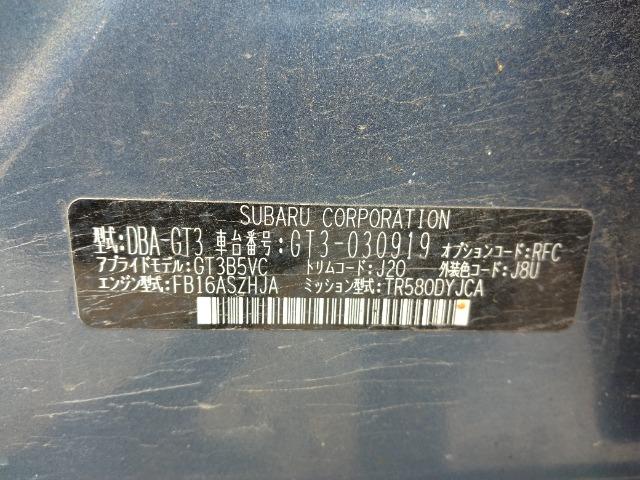 SUBARU CORPORATION
型式:DBA-GT3 車台番号:GT3-030919 オプションコード:RFC
アプライドモデル:GT3B5VC トリムコード:J20 外装色コード:J8U
エンジン型式:FB16ASZHJA ミッション型式:TR580DYJCA